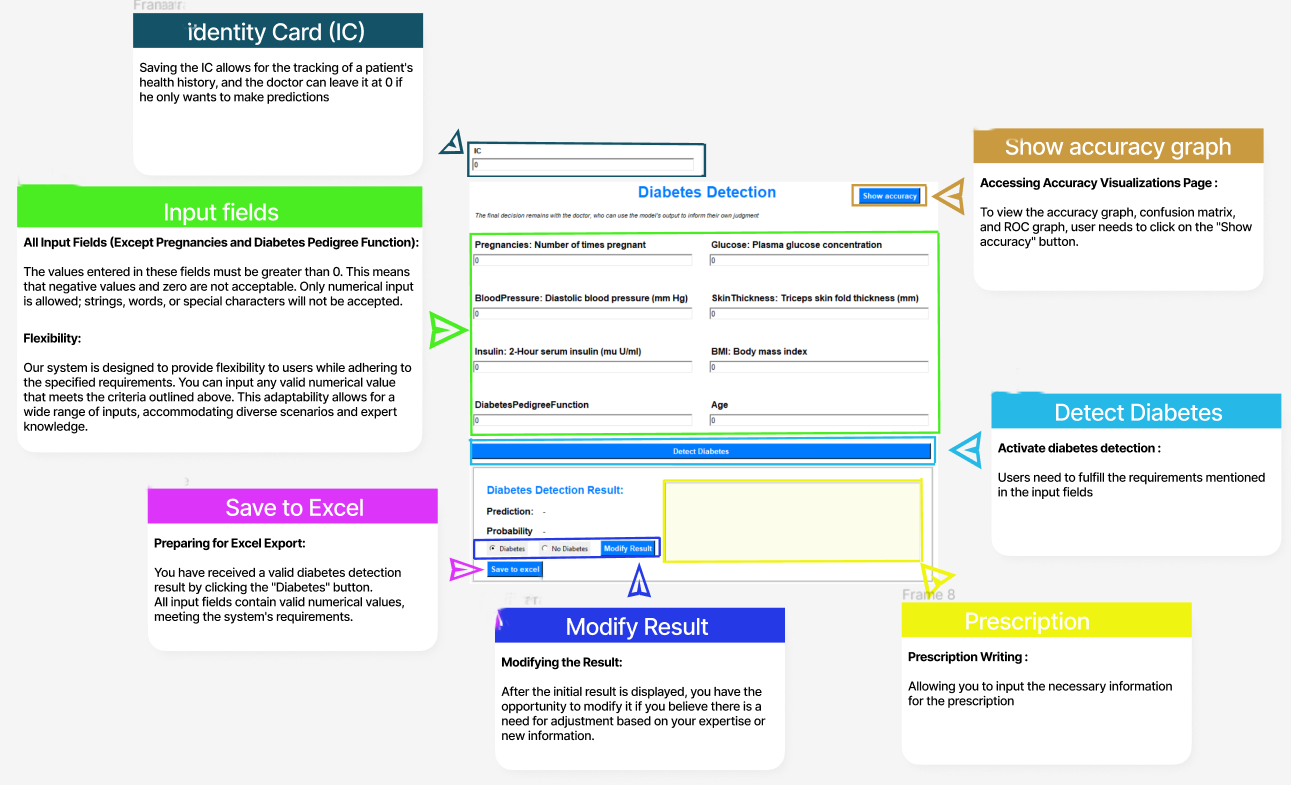 identity Card (IC)
Saving the IC allows for the tracking of a patient's
health history, and the doctor can leave it at 0 if
he only wants to make predictions
Input fields
All Input Fields (Except Pregnancies and Diabetes Pedigree Function):
The values entered in these fields must be greater than 0. This means
that negative values and zero are not acceptable. Only numerical input
is allowed; strings, words, or special characters will not be accepted.
Flexibility:
Our system is designed to provide flexibility to users while adhering to
the specified requirements. You can input any valid numerical value
that meets the criteria outlined above. This adaptability allows for a
wide range of inputs, accommodating diverse scenarios and expert
knowledge.
Save to Excel
Preparing for Excel Export:
You have received a valid diabetes detection
result by clicking the "Diabetes" button.
All input fields contain valid numerical values,
meeting the system's requirements.
IC
0
Diabetes Detection
Show accuracy
The final decision remains with the doctor, who can use the model's output to inform their own judgment
Pregnancies: Number of times pregnant
0
Glucose: Plasma glucose concentration
0
BloodPressure: Diastolic blood pressure (mm Hg)
0
SkinThickness: Triceps skin fold thickness (mm)
0
Insulin: 2-Hour serum insulin (mu U/ml)
0
BMI: Body mass index
0
DiabetesPedigreeFunction
0
Age
0
Detect Diabetes
Diabetes Detection Result:
Prediction: -
Probability -
Diabetes No Diabetes Modify Result
Save to excel
Modify Result
Modifying the Result:
After the initial result is displayed, you have the
opportunity to modify it if you believe there is a
need for adjustment based on your expertise or
new information.
Show accuracy graph
Accessing Accuracy Visualizations Page :
To view the accuracy graph, confusion matrix,
and ROC graph, user needs to click on the "Show
accuracy" button.
Detect Diabetes
Activate diabetes detection :
Users need to fulfill the requirements mentioned
in the input fields
Frame 8
Prescription
Prescription Writing :
Allowing you to input the necessary information
for the prescription